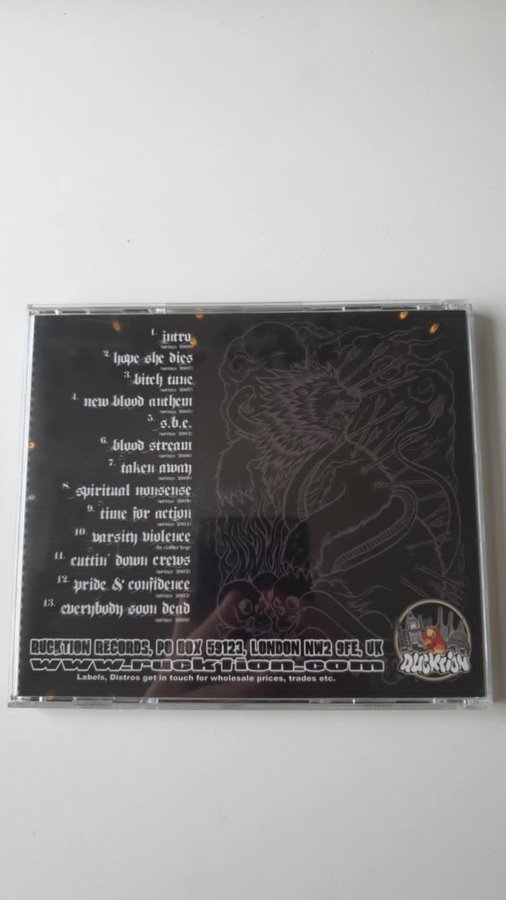 1. intro
2. hope she dies
3. bitch tune
4. new blood anthem
5. s.b.e.
6. blood stream
7. taken away
8. spiritual nonsense
9. time for action
10. varsity violence
11. cuttin' down crews
12. pride & confidence
13. everybody soon dead
RUCKTION RECORDS, PO BOX 59123, LONDON NW2 9FE, UK
www.rucktion.com
Labels, Distros get in touch for wholesale prices, trades etc.
RUCKTION